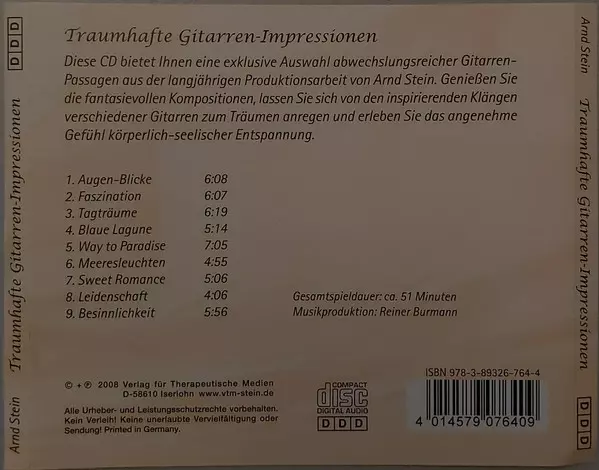 Traumhafte Gitarren-Impressionen
Diese CD bietet Ihnen eine exklusive Auswahl abwechslungsreicher Gitarren-
Passagen aus der langjährigen Produktionsarbeit von Arnd Stein. Genießen Sie
die fantasievollen Kompositionen, lassen Sie sich von den inspirierenden Klängen
verschiedener Gitarren zum Träumen anregen und erleben Sie das angenehme
Gefühl körperlich-seelischer Entspannung.
1. Augen-Blicke 6:08
2. Faszination 6:07
3. Tagträume 6:19
4. Blaue Lagune 5:14
5. Way to Paradise 7:05
6. Meeresleuchten 4:55
7. Sweet Romance 5:06
8. Leidenschaft 4:06
9. Besinnlichkeit 5:56
Gesamtspieldauer: ca. 51 Minuten
Musikproduktion: Reiner Burmann
© + ℗ 2008 Verlag für Therapeutische Medien
D-58610 Iserlohn www.vtm-stein.de
Alle Urheber- und Leistungsschutzrechte vorbehalten.
Kein Verleih! Keine unerlaubte Vervielfältigung oder
Sendung! Printed in Germany.
COMPACT
disc
DIGITAL AUDIO
DDD
ISBN 978-3-89326-764-4
4 014579 076409
Arnd Stein Traumhafte Gitarren-Impressionen DDD
Arnd Stein Traumhafte Gitarren-Impressionen DDD